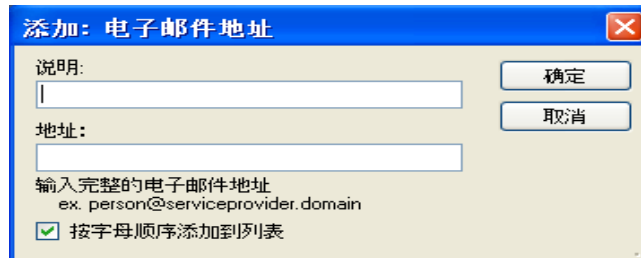 添加: 电子邮件地址
说明:
确定
取消
地址:
输入完整的电子邮件地址
ex. person@serviceprovider.domain
按字母顺序添加到列表